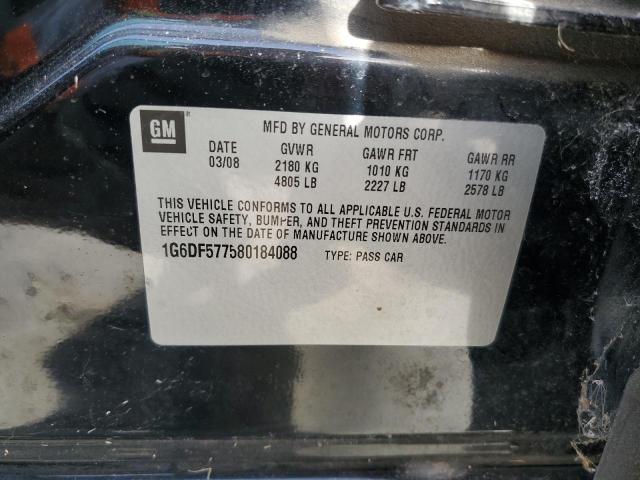 GM
MFD BY GENERAL MOTORS CORP.
DATE GVWR GAWR FRT GAWR RR
03/08 2180 KG 1010 KG 1170 KG
4805 LB 2227 LB 2578 LB
THIS VEHICLE CONFORMS TO ALL APPLICABLE U.S. FEDERAL MOTOR
VEHICLE SAFETY, BUMPER, AND THEFT PREVENTION STANDARDS IN
EFFECT ON THE DATE OF MANUFACTURE SHOWN ABOVE.
1G6DF577580184088 TYPE: PASS CAR